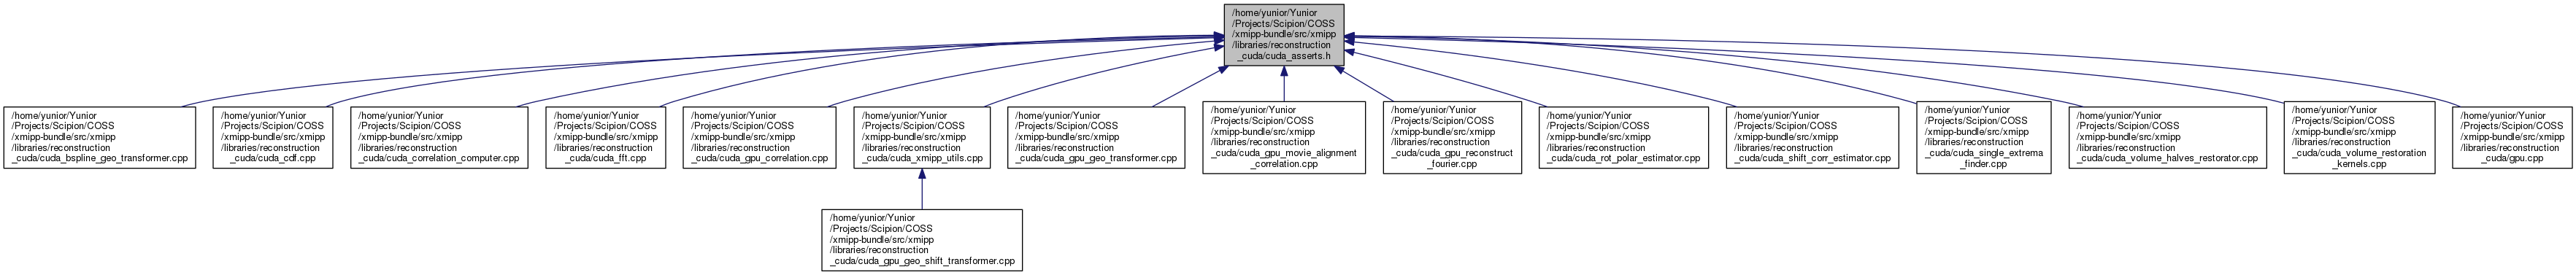 /home/yunior/Yunior
/Projects/Scipion/COSS
/xmipp-bundle/src/xmipp
/libraries/reconstruction
_cuda/cuda_asserts.h
/home/yunior/Yunior
/Projects/Scipion/COSS
/xmipp-bundle/src/xmipp
/libraries/reconstruction
_cuda/cuda_bspline_geo_transformer.cpp
/home/yunior/Yunior
/Projects/Scipion/COSS
/xmipp-bundle/src/xmipp
/libraries/reconstruction
_cuda/cuda_cdf.cpp
/home/yunior/Yunior
/Projects/Scipion/COSS
/xmipp-bundle/src/xmipp
/libraries/reconstruction
_cuda/cuda_correlation_computer.cpp
/home/yunior/Yunior
/Projects/Scipion/COSS
/xmipp-bundle/src/xmipp
/libraries/reconstruction
_cuda/cuda_fft.cpp
/home/yunior/Yunior
/Projects/Scipion/COSS
/xmipp-bundle/src/xmipp
/libraries/reconstruction
_cuda/cuda_gpu_correlation.cpp
/home/yunior/Yunior
/Projects/Scipion/COSS
/xmipp-bundle/src/xmipp
/libraries/reconstruction
_cuda/cuda_xmipp_utils.cpp
/home/yunior/Yunior
/Projects/Scipion/COSS
/xmipp-bundle/src/xmipp
/libraries/reconstruction
_cuda/cuda_gpu_geo_transformer.cpp
/home/yunior/Yunior
/Projects/Scipion/COSS
/xmipp-bundle/src/xmipp
/libraries/reconstruction
_cuda/cuda_gpu_movie_alignment
_correlation.cpp
/home/yunior/Yunior
/Projects/Scipion/COSS
/xmipp-bundle/src/xmipp
/libraries/reconstruction
_cuda/cuda_gpu_reconstruct
_fourier.cpp
/home/yunior/Yunior
/Projects/Scipion/COSS
/xmipp-bundle/src/xmipp
/libraries/reconstruction
_cuda/cuda_rot_polar_estimator.cpp
/home/yunior/Yunior
/Projects/Scipion/COSS
/xmipp-bundle/src/xmipp
/libraries/reconstruction
_cuda/cuda_shift_corr_estimator.cpp
/home/yunior/Yunior
/Projects/Scipion/COSS
/xmipp-bundle/src/xmipp
/libraries/reconstruction
_cuda/cuda_single_extrema
_finder.cpp
/home/yunior/Yunior
/Projects/Scipion/COSS
/xmipp-bundle/src/xmipp
/libraries/reconstruction
_cuda/cuda_volume_halves_restorator.cpp
/home/yunior/Yunior
/Projects/Scipion/COSS
/xmipp-bundle/src/xmipp
/libraries/reconstruction
_cuda/cuda_volume_restoration
_kernels.cpp
/home/yunior/Yunior
/Projects/Scipion/COSS
/xmipp-bundle/src/xmipp
/libraries/reconstruction
_cuda/gpu.cpp
/home/yunior/Yunior
/Projects/Scipion/COSS
/xmipp-bundle/src/xmipp
/libraries/reconstruction
_cuda/cuda_gpu_geo_shift_transformer.cpp